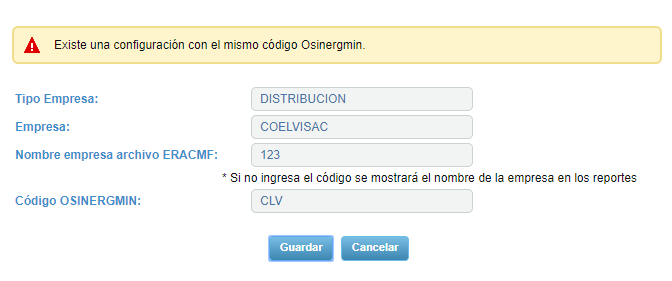 Existe una configuración con el mismo código Osinergmin.
Tipo Empresa: DISTRIBUCION
Empresa: COELVISAC
Nombre empresa archivo ERACMF: 123
* Si no ingresa el código se mostrará el nombre de la empresa en los reportes
Código OSINERGMIN: CLV
Guardar Cancelar